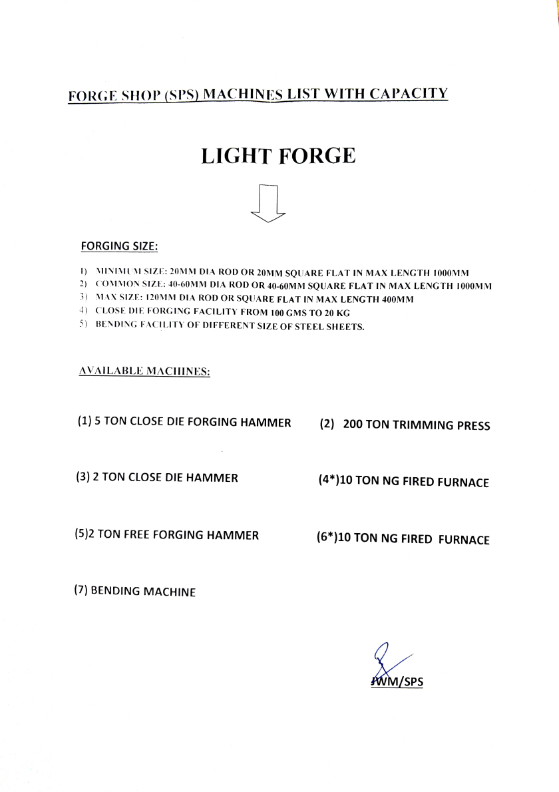 FORGE SHOP (SPS) MACHINES LIST WITH CAPACITY
LIGHT FORGE
FORGING SIZE:
1) MINIMUM SIZE: 20MM DIA ROD OR 20MM SQUARE FLAT IN MAX LENGTH 1000MM
2) COMMON SIZE: 40-60MM DIA ROD OR 40-60MM SQUARE FLAT IN MAX LENGTH 1000MM
3) MAX SIZE: 120MM DIA ROD OR SQUARE FLAT IN MAX LENGTH 400MM
4) CLOSE DIE FORGING FACILITY FROM 100 GMS TO 20 KG
5) BENDING FACILITY OF DIFFERENT SIZE OF STEEL SHEETS.
AVAILABLE MACHINES:
(1) 5 TON CLOSE DIE FORGING HAMMER (2) 200 TON TRIMMING PRESS
(3) 2 TON CLOSE DIE HAMMER (4*)10 TON NG FIRED FURNACE
(5)2 TON FREE FORGING HAMMER (6*)10 TON NG FIRED FURNACE
(7) BENDING MACHINE
JWM/SPS